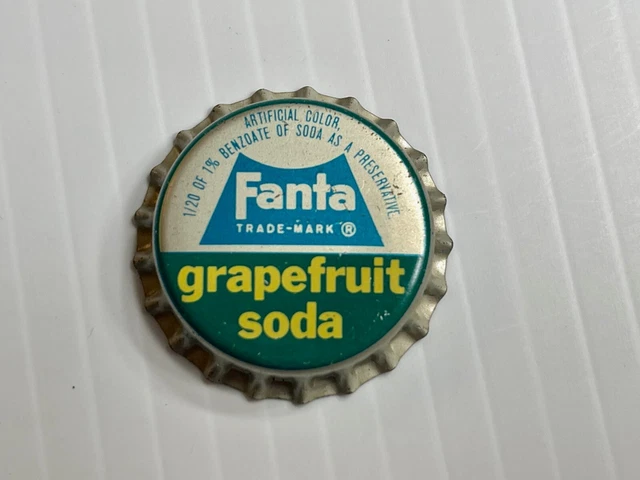 ARTIFICIAL COLOR,
1/20 OF 1% BENZOATE OF SODA AS A PRESERVATIVE
Fanta
TRADE-MARK ®
grapefruit
soda